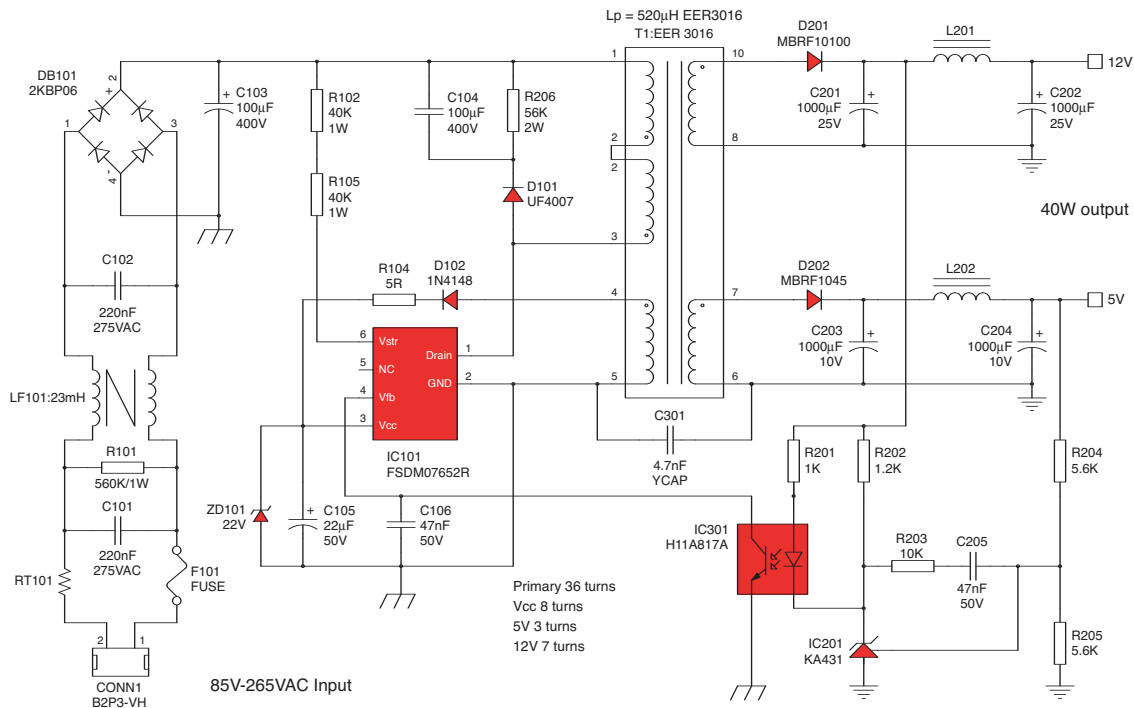 Lp = 520µH EER3016
T1:EER 3016
DB101
2KBP06
2
+
1
3
4
-
+
C103
100µF
400V
R102
40K
1W
R105
40K
1W
C104
100µF
400V
R206
56K
2W
D101
UF4007
1
2
2
3
4
5
10
8
7
6
D201
MBRF10100
L201
12V
+
C201
1000µF
25V
+
C202
1000µF
25V
40W output
D202
MBRF1045
L202
5V
C203
+
1000µF
10V
C204
+
1000µF
10V
C102
220nF
275VAC
LF101:23mH
R101
560K/1W
C101
220nF
275VAC
RT101
F101
FUSE
2
1
CONN1
B2P3-VH
85V-265VAC Input
R104
5R
D102
1N4148
6
Vstr
5
NC
4
Vfb
3
Vcc
Drain
1
GND
2
IC101
FSDM07652R
ZD101
22V
+
C105
22µF
50V
C106
47nF
50V
C301
4.7nF
YCAP
Primary 36 turns
Vcc 8 turns
5V 3 turns
12V 7 turns
R201
1K
R202
1.2K
R204
5.6K
IC301
H11A817A
R203
10K
C205
47nF
50V
IC201
KA431
R205
5.6K